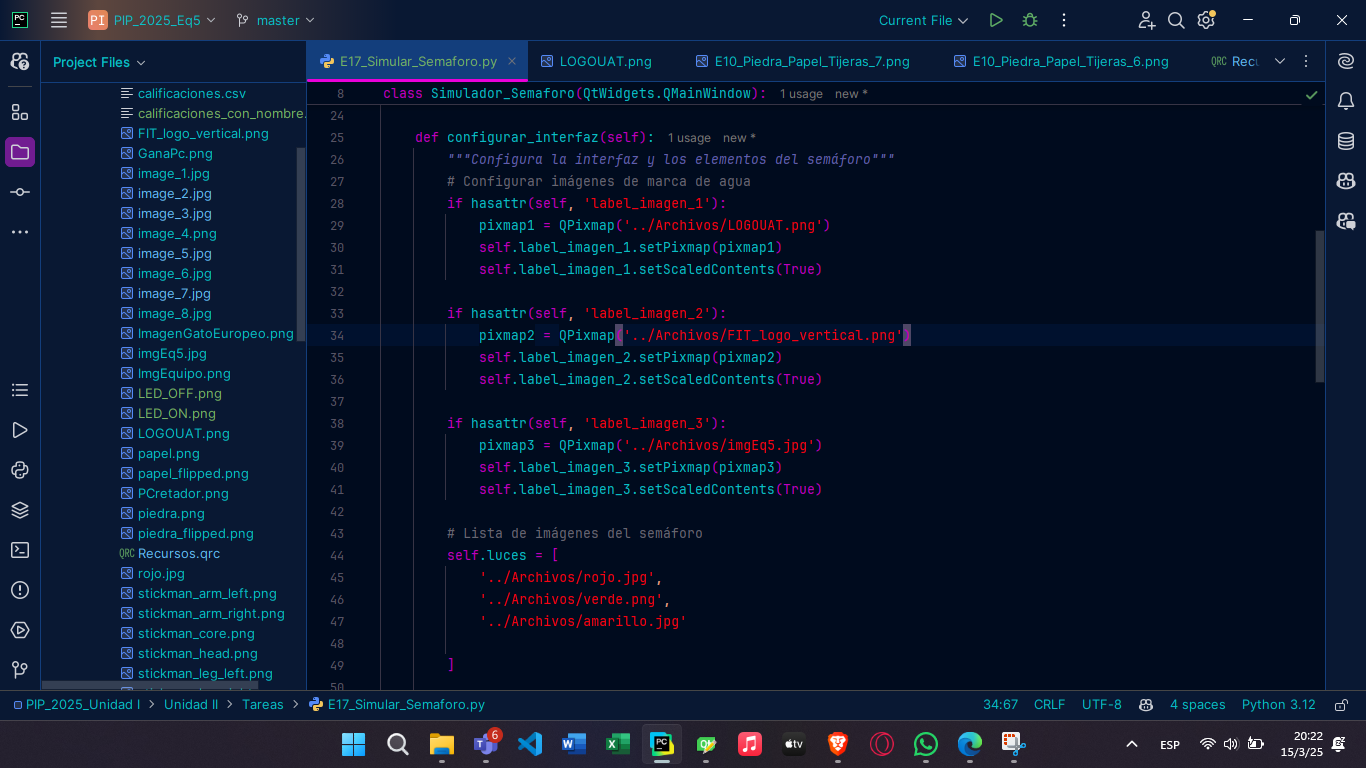 PC
PI PIP_2025_Eq5
master
Current File
Project Files
E17_Simular_Semaforo.py
LOGOUAT.png
E10_Piedra_Papel_Tijeras_7.png
E10_Piedra_Papel_Tijeras_6.png
QRC Recu
calificaciones.csv
calificaciones_con_nombre.
FIT_logo_vertical.png
GanaPc.png
image_1.jpg
image_2.jpg
image_3.jpg
image_4.png
image_5.jpg
image_6.jpg
image_7.jpg
image_8.jpg
ImagenGatoEuropeo.png
imgEq5.jpg
ImgEquipo.png
LED_OFF.png
LED_ON.png
LOGOUAT.png
papel.png
papel_flipped.png
PCretador.png
piedra.png
piedra_flipped.png
QRC Recursos.qrc
rojo.jpg
stickman_arm_left.png
stickman_arm_right.png
stickman_core.png
stickman_head.png
stickman_leg_left.png
8 class Simulador_Semaforo(QtWidgets.QMainWindow): 1 usage new *
24
25 def configurar_interfaz(self): 1 usage new *
26 """Configura la interfaz y los elementos del semáforo"""
27 # Configurar imágenes de marca de agua
28 if hasattr(self, 'label_imagen_1'):
29 pixmap1 = QPixmap('../Archivos/LOGOUAT.png')
30 self.label_imagen_1.setPixmap(pixmap1)
31 self.label_imagen_1.setScaledContents(True)
32
33 if hasattr(self, 'label_imagen_2'):
34 pixmap2 = QPixmap('../Archivos/FIT_logo_vertical.png')
35 self.label_imagen_2.setPixmap(pixmap2)
36 self.label_imagen_2.setScaledContents(True)
37
38 if hasattr(self, 'label_imagen_3'):
39 pixmap3 = QPixmap('../Archivos/imgEq5.jpg')
40 self.label_imagen_3.setPixmap(pixmap3)
41 self.label_imagen_3.setScaledContents(True)
42
43 # Lista de imágenes del semáforo
44 self.luces = [
45 '../Archivos/rojo.jpg',
46 '../Archivos/verde.png',
47 '../Archivos/amarillo.jpg'
48
49 ]
50
PIP_2025_Unidad I > Unidad II > Tareas > E17_Simular_Semaforo.py
34:67 CRLF UTF-8 4 spaces Python 3.12
6
ESP
20:22
15/3/25